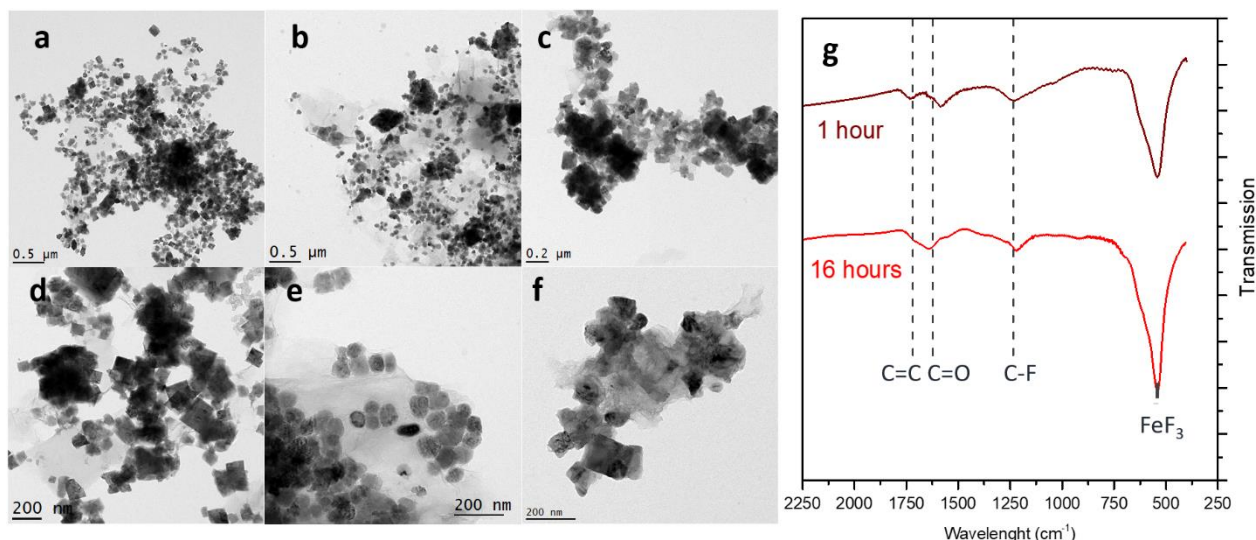 a
b
c
0.5 µm
0.5 µm
0.2 µm
d
e
f
200 nm
200 nm
200 nm
g
1 hour
16 hours
C=C C=O C-F
FeF₃
Transmission
2250 2000 1750 1500 1250 1000 750 500 250
Wavelenght (cm⁻¹)